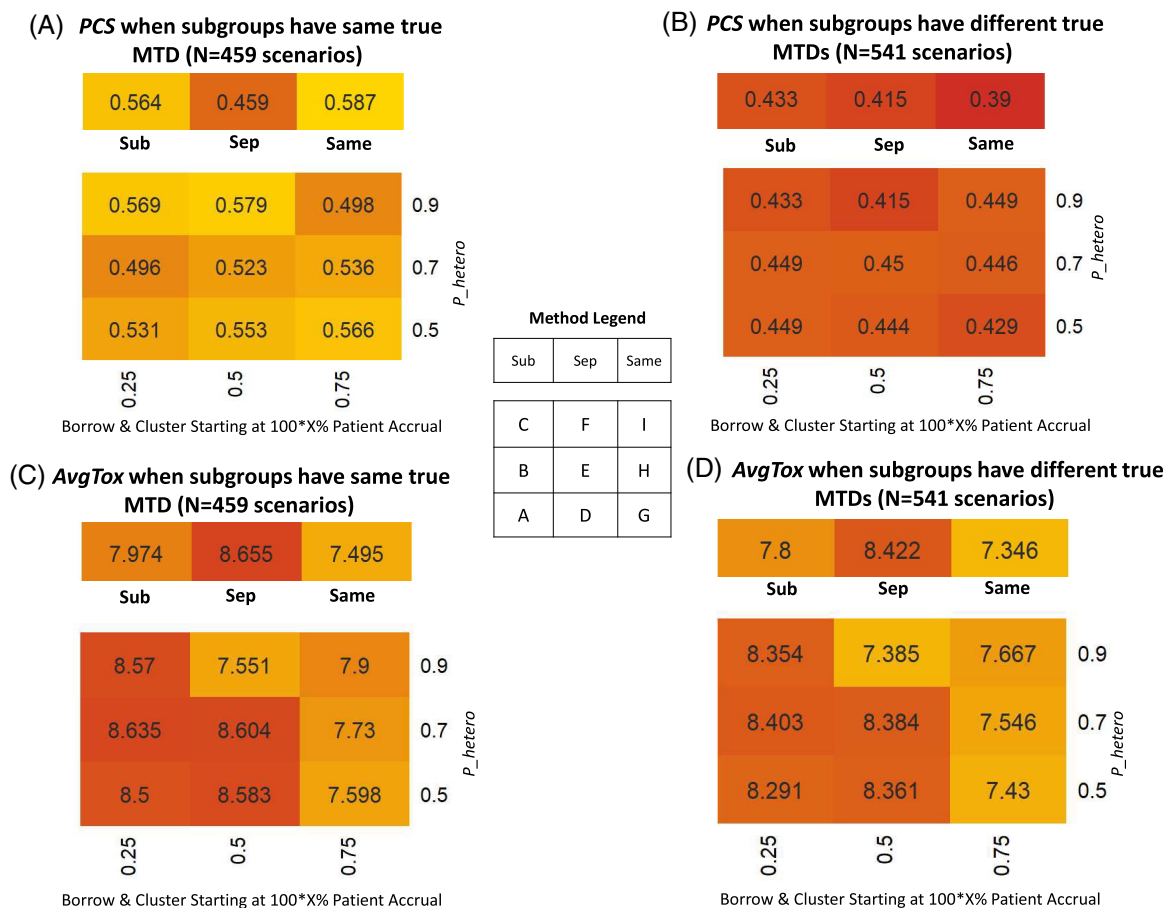 (A) PCS when subgroups have same true
MTD (N=459 scenarios)
0.564 0.459 0.587
Sub Sep Same
0.569 0.579 0.498 0.9
0.496 0.523 0.536 0.7
0.531 0.553 0.566 0.5
P_hetero
0.25 0.5 0.75
Borrow & Cluster Starting at 100*X% Patient Accrual
(B) PCS when subgroups have different true
MTDs (N=541 scenarios)
0.433 0.415 0.39
Sub Sep Same
0.433 0.415 0.449 0.9
0.449 0.45 0.446 0.7
0.449 0.444 0.429 0.5
P_hetero
0.25 0.5 0.75
Borrow & Cluster Starting at 100*X% Patient Accrual
Method Legend
Sub Sep Same
C F I
B E H
A D G
(C) AvgTox when subgroups have same true
MTD (N=459 scenarios)
7.974 8.655 7.495
Sub Sep Same
8.57 7.551 7.9 0.9
8.635 8.604 7.73 0.7
8.5 8.583 7.598 0.5
P_hetero
0.25 0.5 0.75
Borrow & Cluster Starting at 100*X% Patient Accrual
(D) AvgTox when subgroups have different true
MTDs (N=541 scenarios)
7.8 8.422 7.346
Sub Sep Same
8.354 7.385 7.667 0.9
8.403 8.384 7.546 0.7
8.291 8.361 7.43 0.5
P_hetero
0.25 0.5 0.75
Borrow & Cluster Starting at 100*X% Patient Accrual